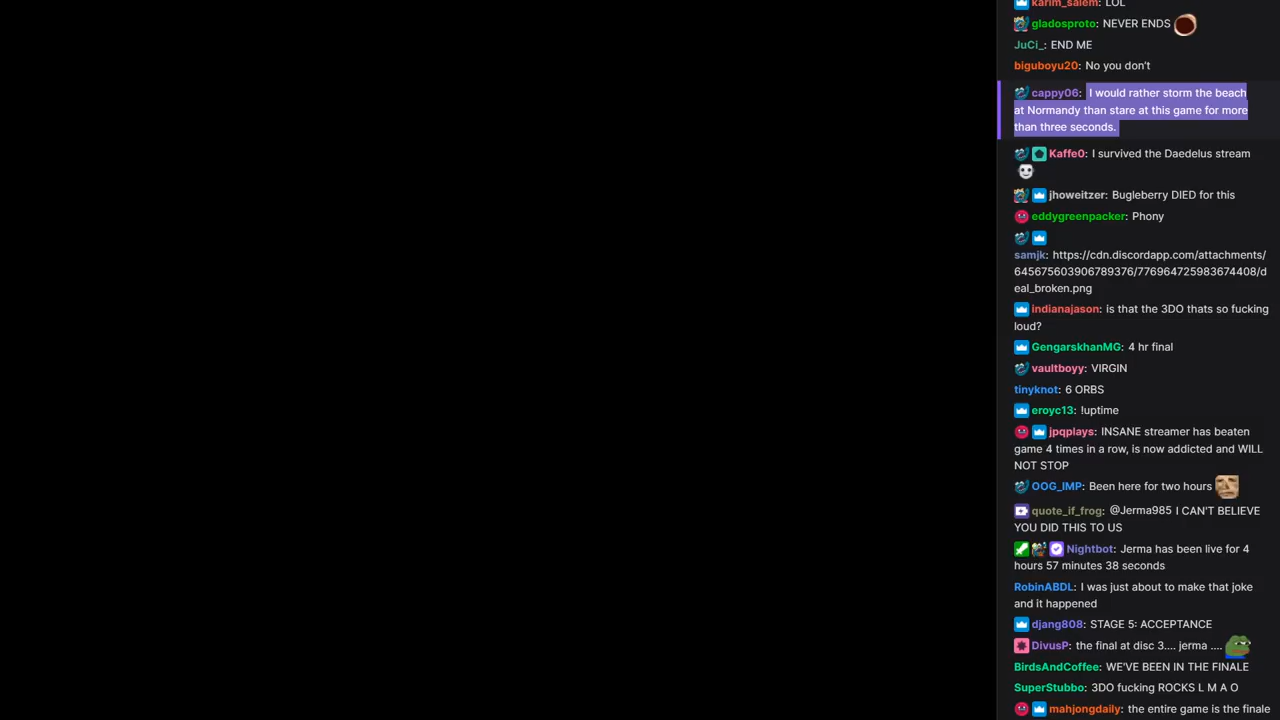 karim_salem: LOL
gladosproto: NEVER ENDS
JuCi_: END ME
biguboyu20: No you don't
cappy06: I would rather storm the beach
at Normandy than stare at this game for more
than three seconds.
Kaffe0: I survived the Daedelus stream
jhoweitzer: Bugleberry DIED for this
eddygreenpacker: Phony
samjk: https://cdn.discordapp.com/attachments/
645675603906789376/776964725983674408/d
eal_broken.png
indianajason: is that the 3DO thats so fucking
loud?
GengarskhanMG: 4 hr final
vaultboyy: VIRGIN
tinyknot: 6 ORBS
eroyc13: !uptime
jpqplays: INSANE streamer has beaten
game 4 times in a row, is now addicted and WILL
NOT STOP
OOG_IMP: Been here for two hours
quote_if_frog: @Jerma985 I CAN'T BELIEVE
YOU DID THIS TO US
Nightbot: Jerma has been live for 4
hours 57 minutes 38 seconds
RobinABDL: I was just about to make that joke
and it happened
djang808: STAGE 5: ACCEPTANCE
DivusP: the final at disc 3.... jerma ....
BirdsAndCoffee: WE'VE BEEN IN THE FINALE
SuperStubbo: 3DO fucking ROCKS L M A O
mahjongdaily: the entire game is the finale